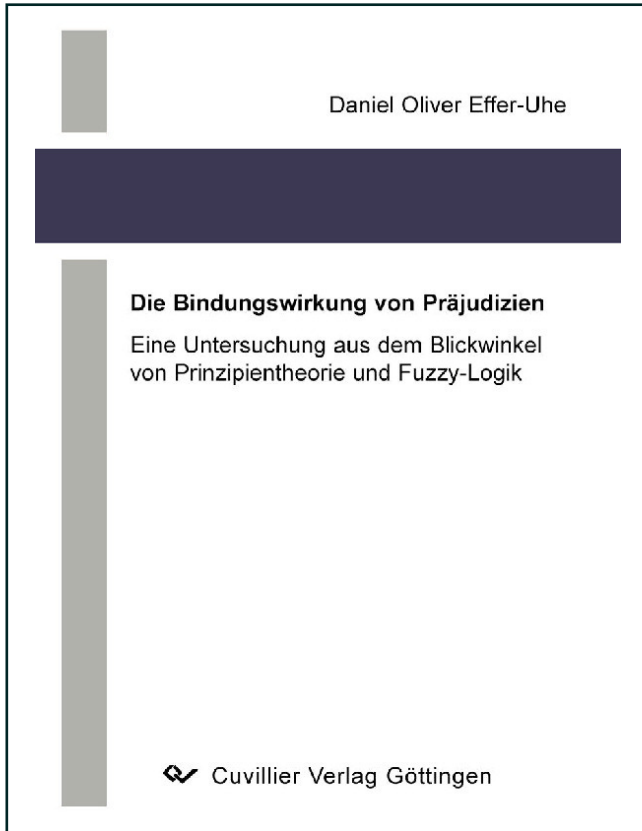 Daniel Oliver Effer-Uhe
Die Bindungswirkung von Präjudizien
Eine Untersuchung aus dem Blickwinkel
von Prinzipientheorie und Fuzzy-Logik
Cuvillier Verlag Göttingen